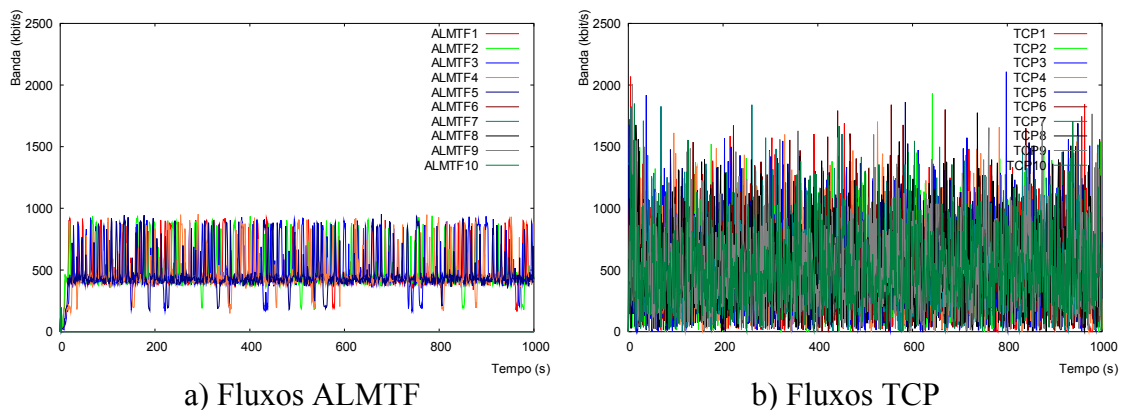 Banda (kbit/s)
2500
2000
1500
1000
500
0
0
200
400
600
800
1000
Tempo (s)
ALMTF1
ALMTF2
ALMTF3
ALMTF4
ALMTF5
ALMTF6
ALMTF7
ALMTF8
ALMTF9
ALMTF10
a) Fluxos ALMTF
Banda (kbit/s)
2500
2000
1500
1000
500
0
0
200
400
600
800
1000
Tempo (s)
TCP1
TCP2
TCP3
TCP4
TCP5
TCP6
TCP7
TCP8
TCP9
TCP10
b) Fluxos TCP